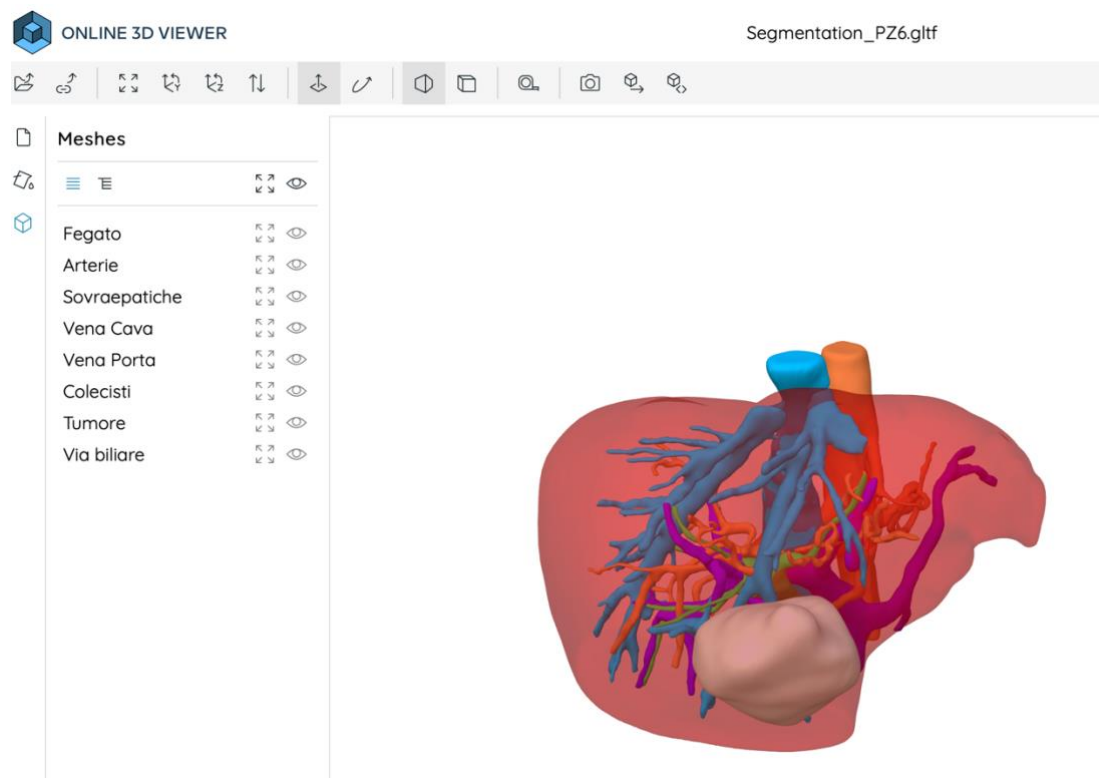 ONLINE 3D VIEWER
Segmentation_PZ6.gltf
Y
Z
Meshes
Fegato
Arterie
Sovraepatiche
Vena Cava
Vena Porta
Colecisti
Tumore
Via biliare